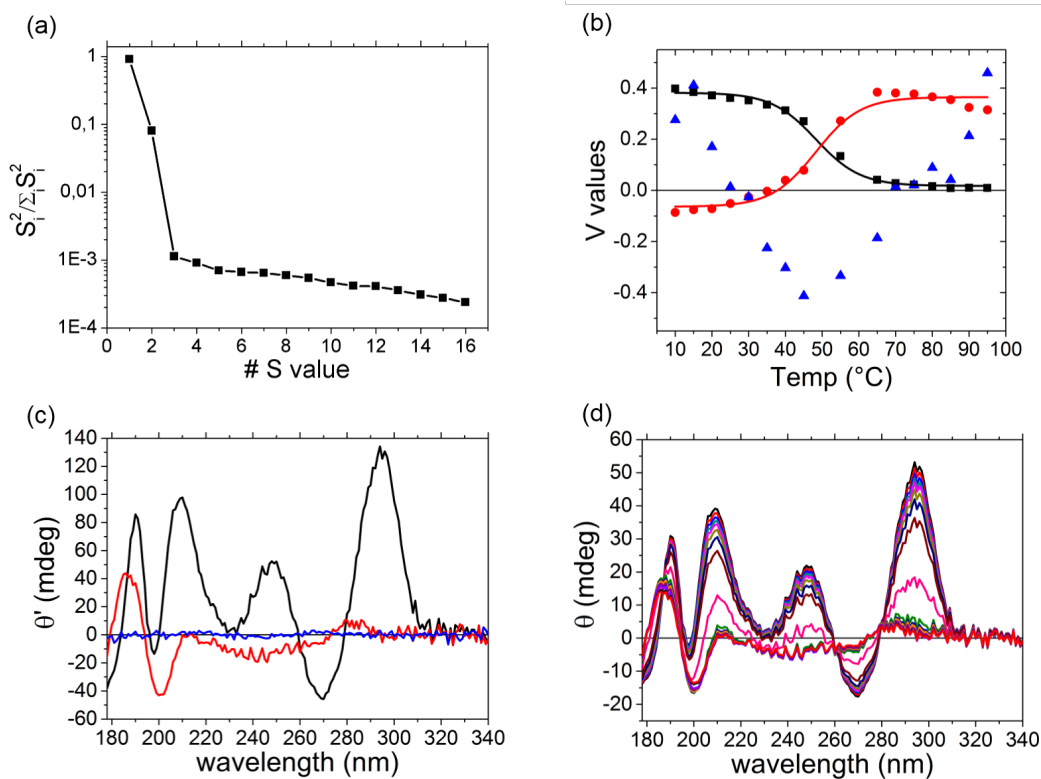 (a)
1
0,1
0,01
1E-3
1E-4
0 2 4 6 8 10 12 14 16
# S value
S_i^2/Σ_iS_i^2
(b)
0.4
0.2
0.0
-0.2
-0.4
10 20 30 40 50 60 70 80 90 100
Temp (°C)
V values
(c)
140
120
100
80
60
40
20
0
-20
-40
-60
180 200 220 240 260 280 300 320 340
wavelength (nm)
θ' (mdeg)
(d)
60
50
40
30
20
10
0
-10
-20
180 200 220 240 260 280 300 320 340
wavelength (nm)
θ (mdeg)